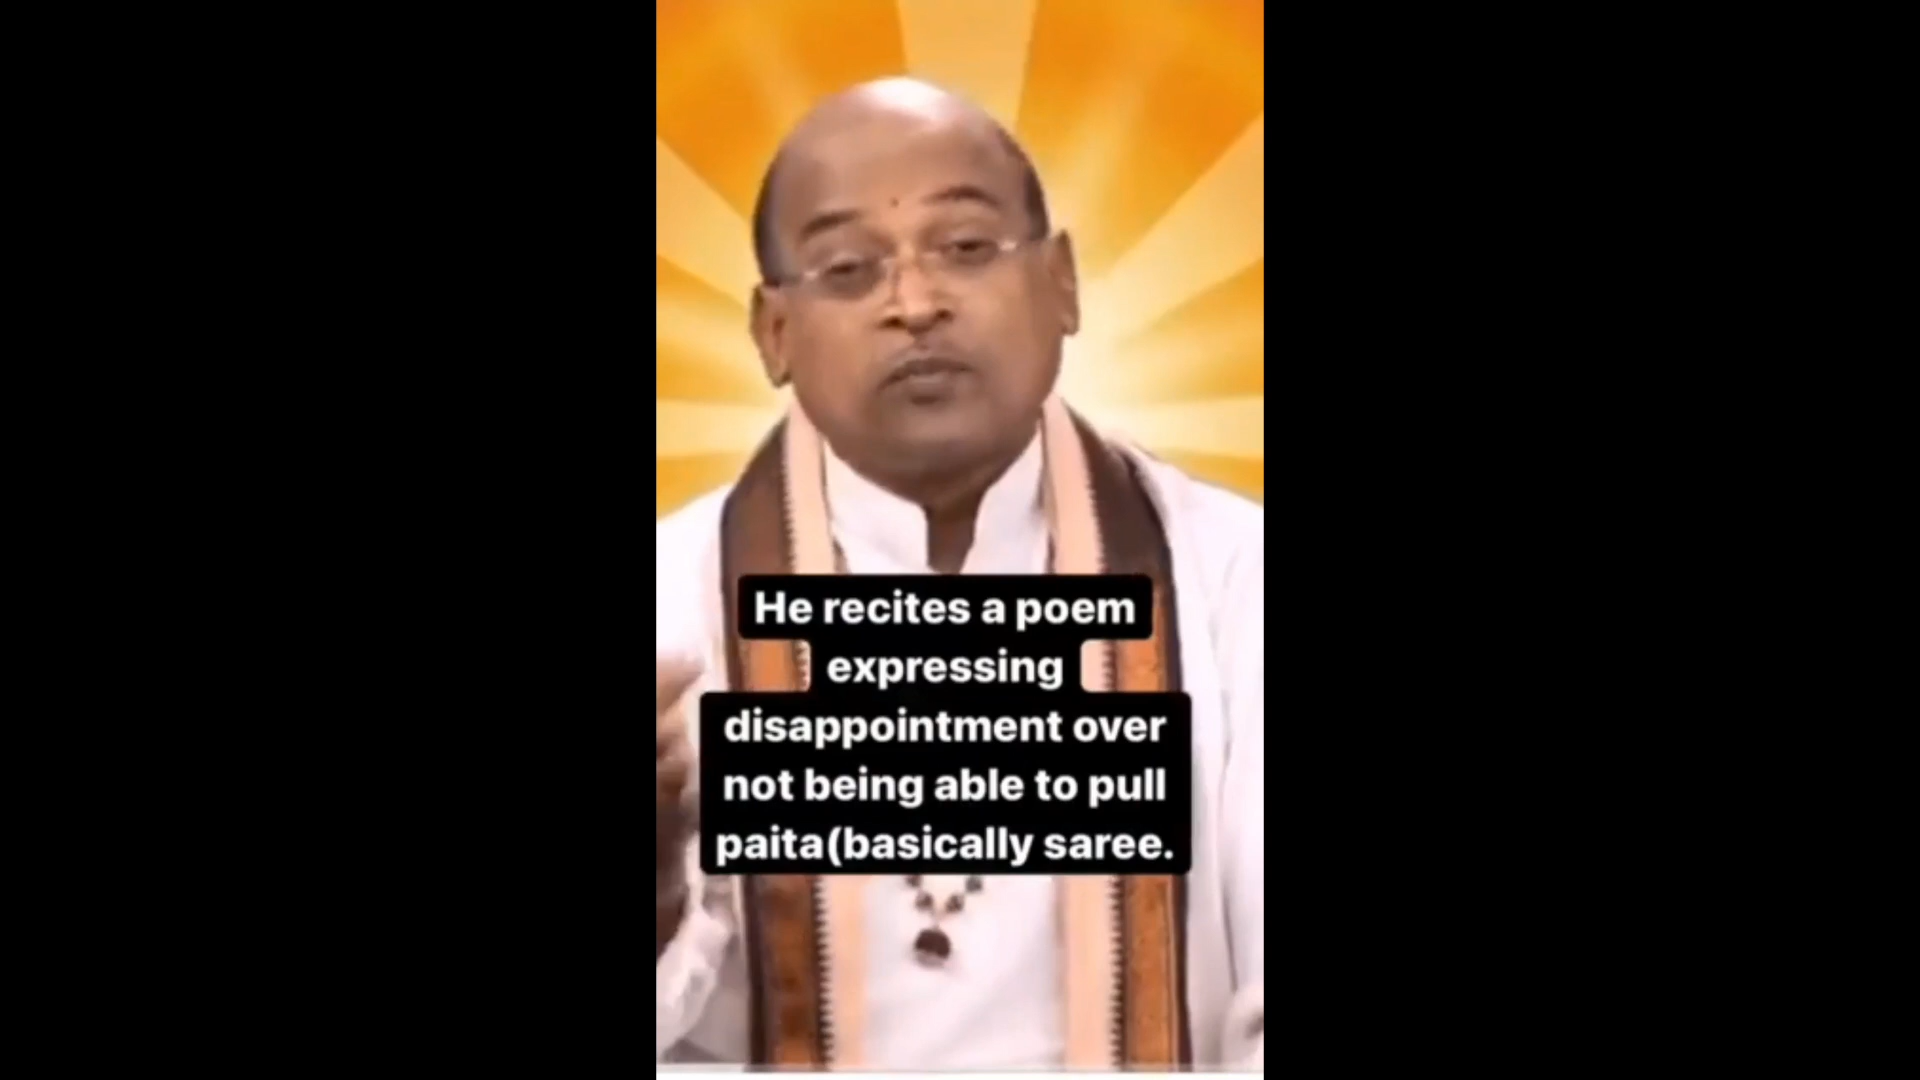 He recites a poem
expressing
disappointment over
not being able to pull
paita(basically saree.